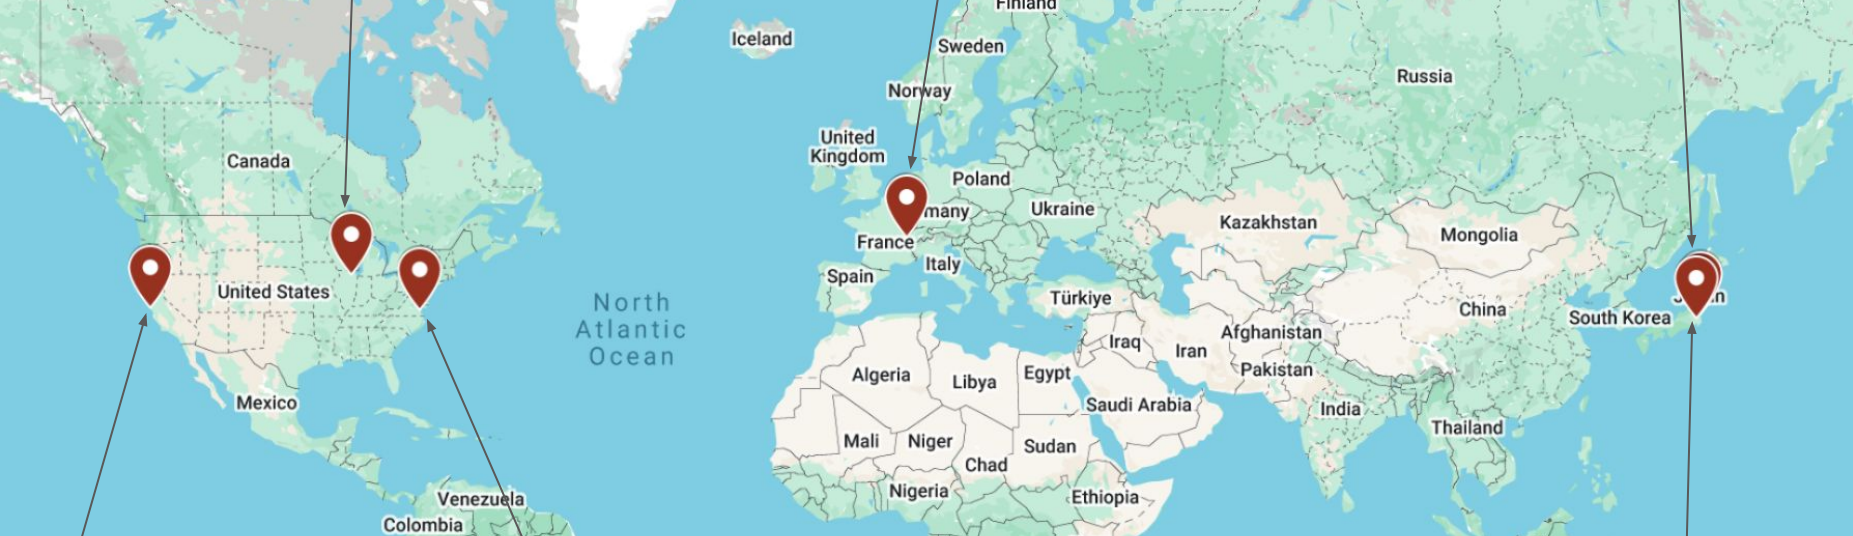 Finland
Iceland
Sweden
Russia
Norway
United
Kingdom
Canada
Poland
many
Ukraine
Kazakhstan
Mongolia
France
Italy
Spain
United States
Türkiye
North
Atlantic
Ocean
China
South Korea
Afghanistan
Iraq
Iran
Pakistan
Algeria
Libya
Egypt
Mexico
Saudi Arabia
India
Thailand
Mali
Niger
Sudan
Chad
Nigeria
Ethiopia
Venezuela
Colombia